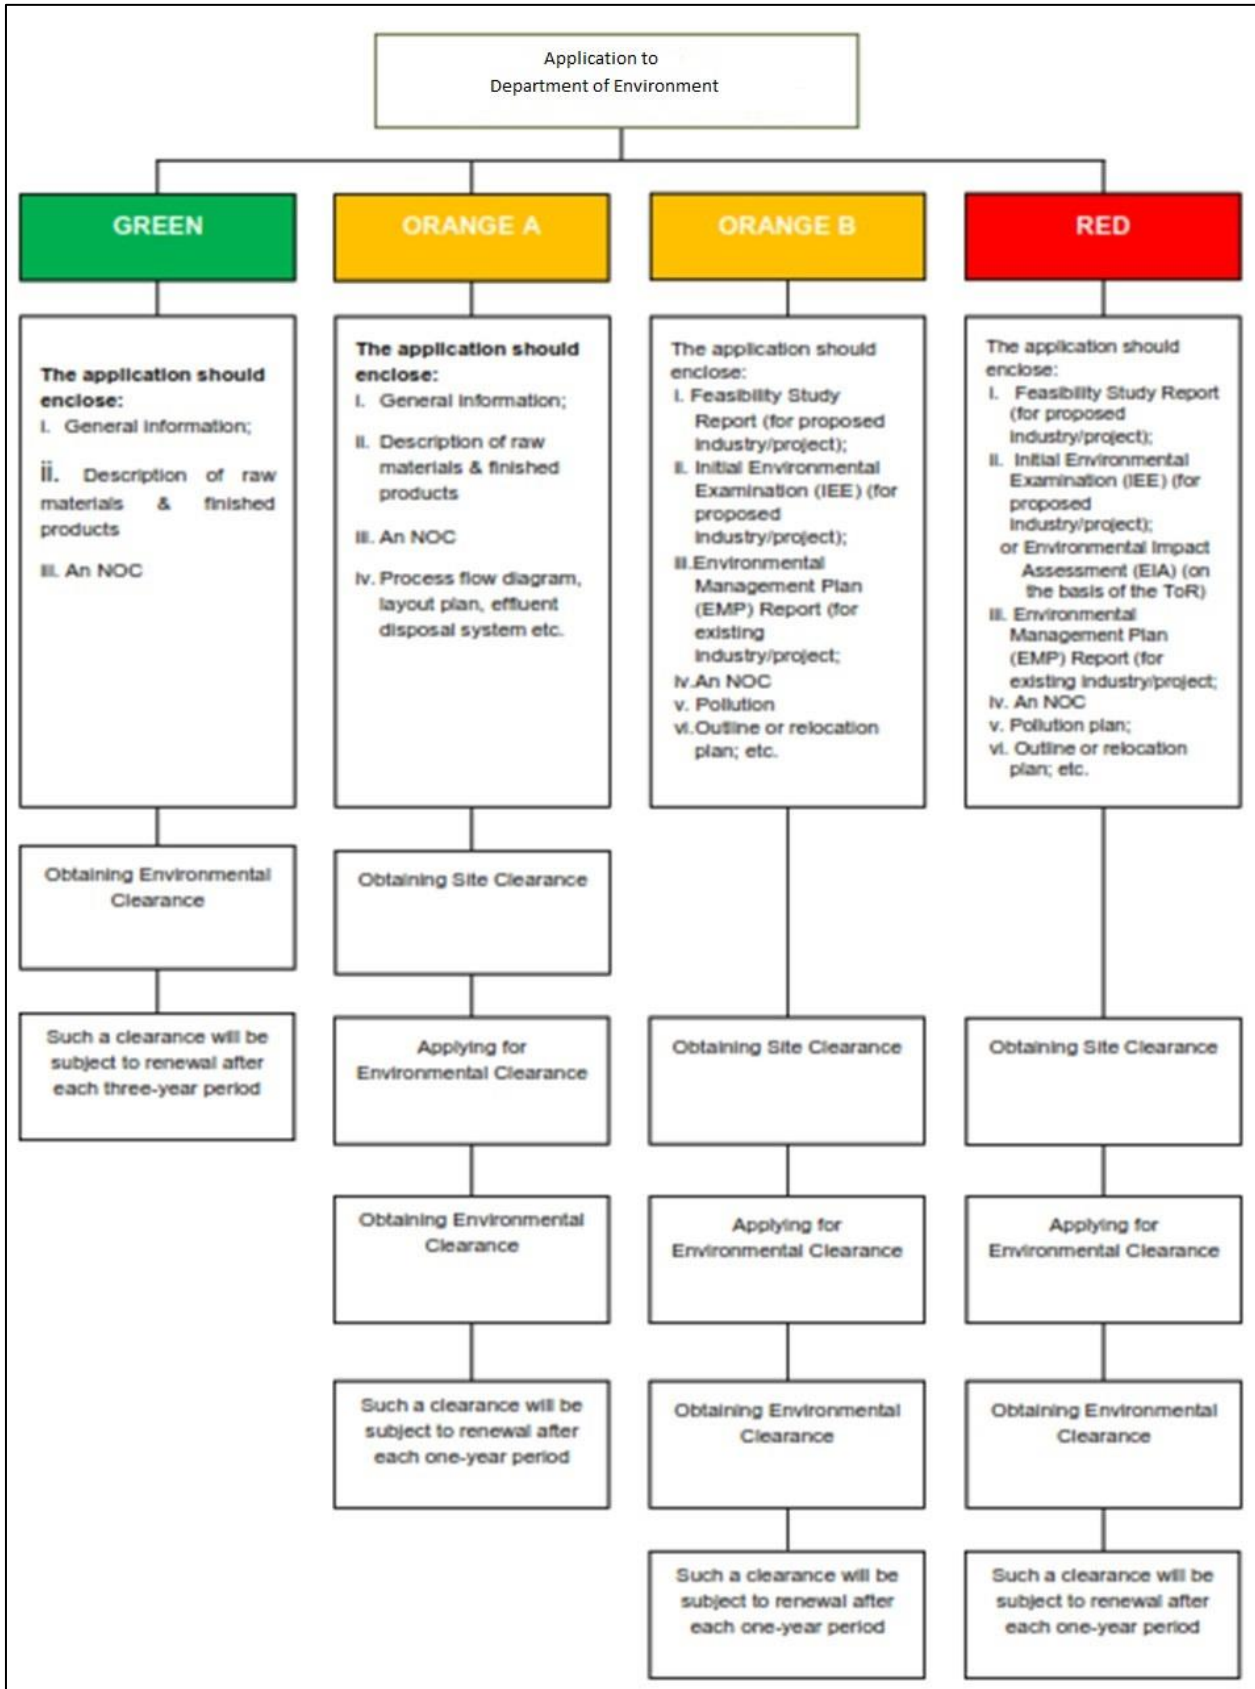 Application to
Department of Environment
GREEN
The application should
enclose:
i. General Information;
ii. Description of raw
materials & finished
products
iii. An NOC
Obtaining Environmental
Clearance
Such a clearance will be
subject to renewal after
each three-year period
ORANGE A
The application should
enclose:
i. General Information;
ii. Description of raw
materials & finished
products
iii. An NOC
iv. Process flow diagram,
layout plan, effluent
disposal system etc.
Obtaining Site Clearance
Applying for
Environmental Clearance
Obtaining Environmental
Clearance
Such a clearance will be
subject to renewal after
each one-year period
ORANGE B
The application should
enclose:
i. Feasibility Study
Report (for proposed
industry/project);
ii. Initial Environmental
Examination (IEE) (for
proposed
industry/project);
iii.Environmental
Management Plan
(EMP) Report (for
existing
industry/project;
iv.An NOC
v. Pollution
vi.Outline or relocation
plan; etc.
Obtaining Site Clearance
Applying for
Environmental Clearance
Obtaining Environmental
Clearance
Such a clearance will be
subject to renewal after
each one-year period
RED
The application should
enclose:
i. Feasibility Study Report
(for proposed
industry/project);
ii. Initial Environmental
Examination (IEE) (for
proposed
industry/project);
or Environmental Impact
Assessment (EIA) (on
the basis of the ToR)
iii. Environmental
Management Plan
(EMP) Report (for
existing industry/project;
iv. An NOC
v. Pollution plan;
vi. Outline or relocation
plan; etc.
Obtaining Site Clearance
Applying for
Environmental Clearance
Obtaining Environmental
Clearance
Such a clearance will be
subject to renewal after
each one-year period